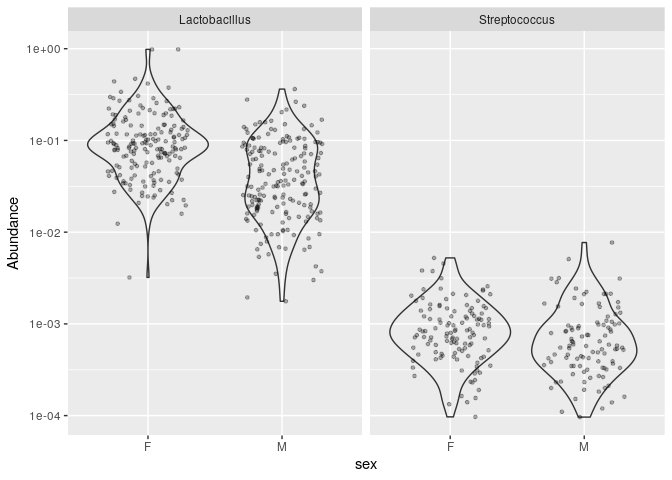 Lactobacillus
Streptococcus
1e+00
1e-01
1e-02
1e-03
1e-04
Abundance
F
M
F
M
sex